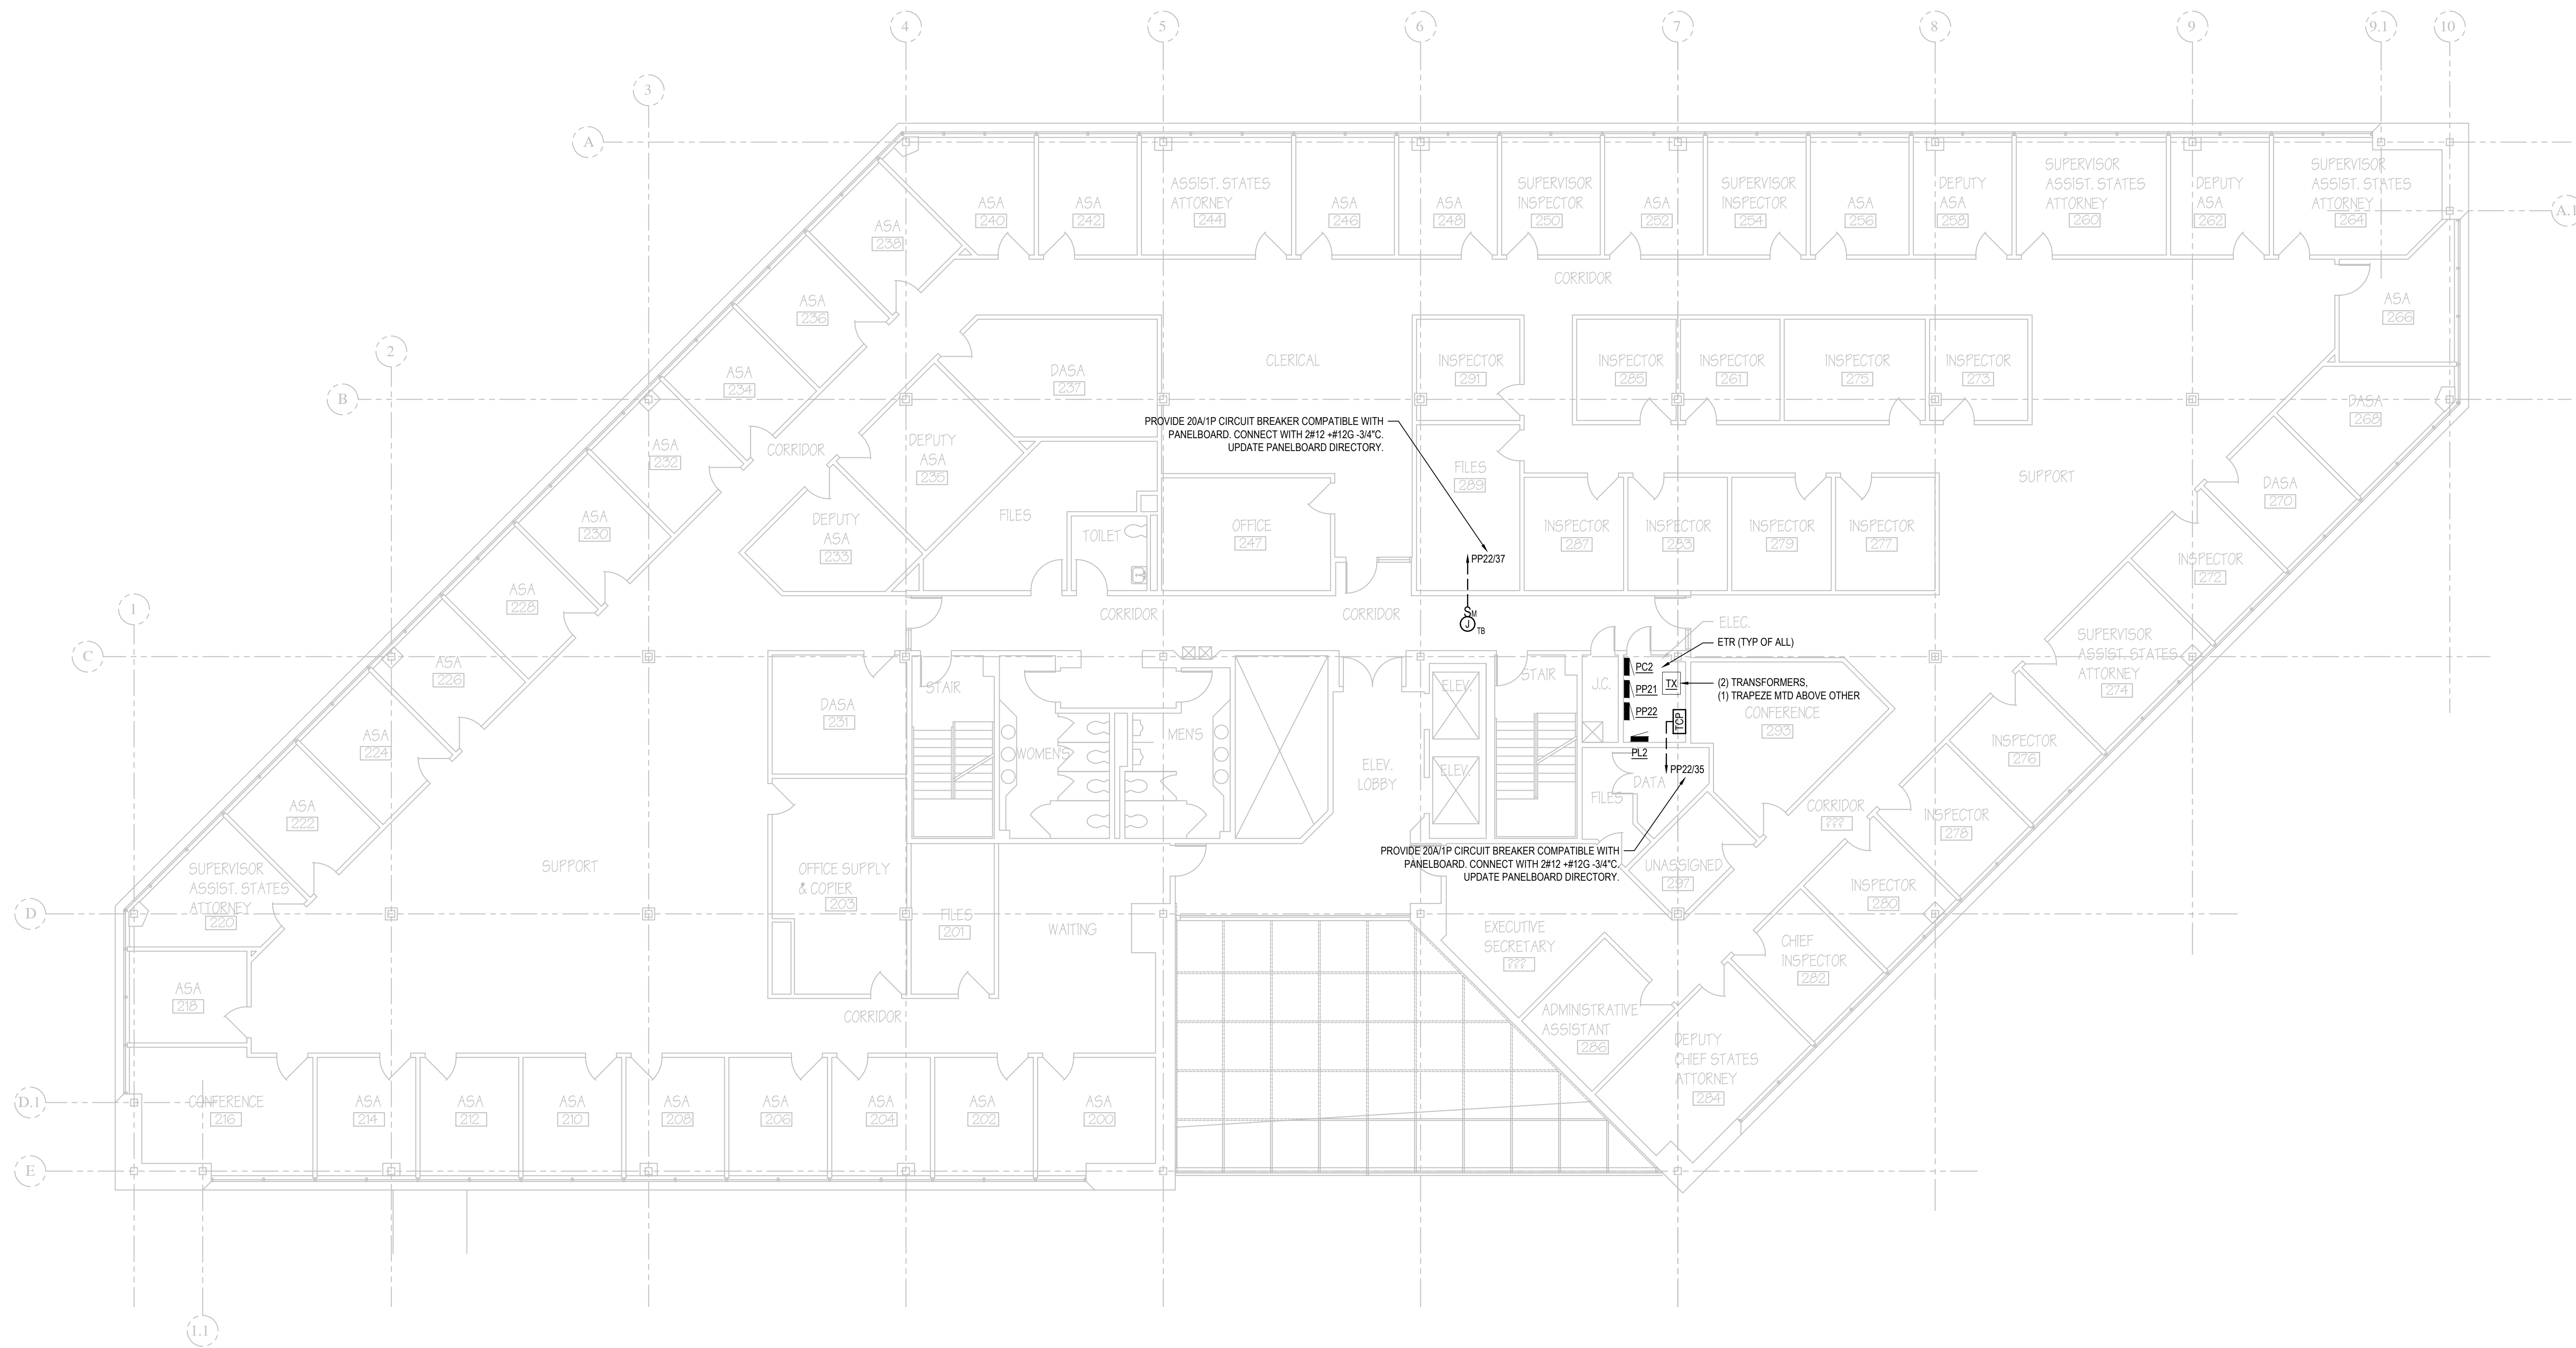 4
5
6
7
8
9
9.1
10
3
A
A.1
2
B
1
C
D
D.1
E
1.1
ASA
240
ASA
242
ASSIST. STATES
ATTORNEY
244
ASA
246
ASA
248
SUPERVISOR
INSPECTOR
250
ASA
252
SUPERVISOR
INSPECTOR
254
ASA
256
DEPUTY
ASA
258
SUPERVISOR
ASSIST. STATES
ATTORNEY
260
DEPUTY
ASA
262
SUPERVISOR
ASSIST. STATES
ATTORNEY
264
ASA
238
ASA
236
ASA
234
ASA
232
ASA
230
ASA
228
ASA
226
ASA
224
ASA
222
SUPERVISOR
ASSIST. STATES
ATTORNEY
220
ASA
218
CORRIDOR
ASA
266
DASA
237
CLERICAL
INSPECTOR
291
INSPECTOR
285
INSPECTOR
261
INSPECTOR
275
INSPECTOR
273
DASA
268
PROVIDE 20A/1P CIRCUIT BREAKER COMPATIBLE WITH
PANELBOARD. CONNECT WITH 2#12 +#12G -3/4"C.
UPDATE PANELBOARD DIRECTORY.
CORRIDOR
DEPUTY
ASA
235
FILES
289
SUPPORT
DASA
270
DEPUTY
ASA
233
FILES
TOILET
OFFICE
247
INSPECTOR
287
INSPECTOR
283
INSPECTOR
279
INSPECTOR
277
INSPECTOR
272
PP22/37
CORRIDOR
CORRIDOR
SM
J
TB
ELEC.
ETR (TYP OF ALL)
SUPERVISOR
ASSIST. STATES
ATTORNEY
274
DASA
231
STAIR
WOMEN'S
MEN'S
ELEV.
LOBBY
ELEV.
ELEV.
STAIR
J.C.
PC2
PP21
PP22
PL2
TX
(2) TRANSFORMERS,
(1) TRAPEZE MTD ABOVE OTHER
TCP
CONFERENCE
293
INSPECTOR
276
PP22/35
DATA
FILES
CORRIDOR
???
INSPECTOR
278
PROVIDE 20A/1P CIRCUIT BREAKER COMPATIBLE WITH
PANELBOARD. CONNECT WITH 2#12 +#12G -3/4"C.
UPDATE PANELBOARD DIRECTORY.
UNASSIGNED
297
SUPPORT
OFFICE SUPPLY
& COPIER
203
FILES
201
WAITING
INSPECTOR
280
EXECUTIVE
SECRETARY
???
CHIEF
INSPECTOR
282
CORRIDOR
ADMINISTRATIVE
ASSISTANT
286
DEPUTY
CHIEF STATES
ATTORNEY
284
CONFERENCE
216
ASA
214
ASA
212
ASA
210
ASA
208
ASA
206
ASA
204
ASA
202
ASA
200